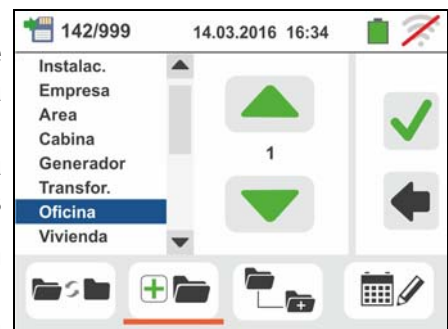 142/999 14.03.2016 16:34
Instalac.
Empresa
Area
Cabina
Generador
Transfor.
Oficina
Vivienda
1